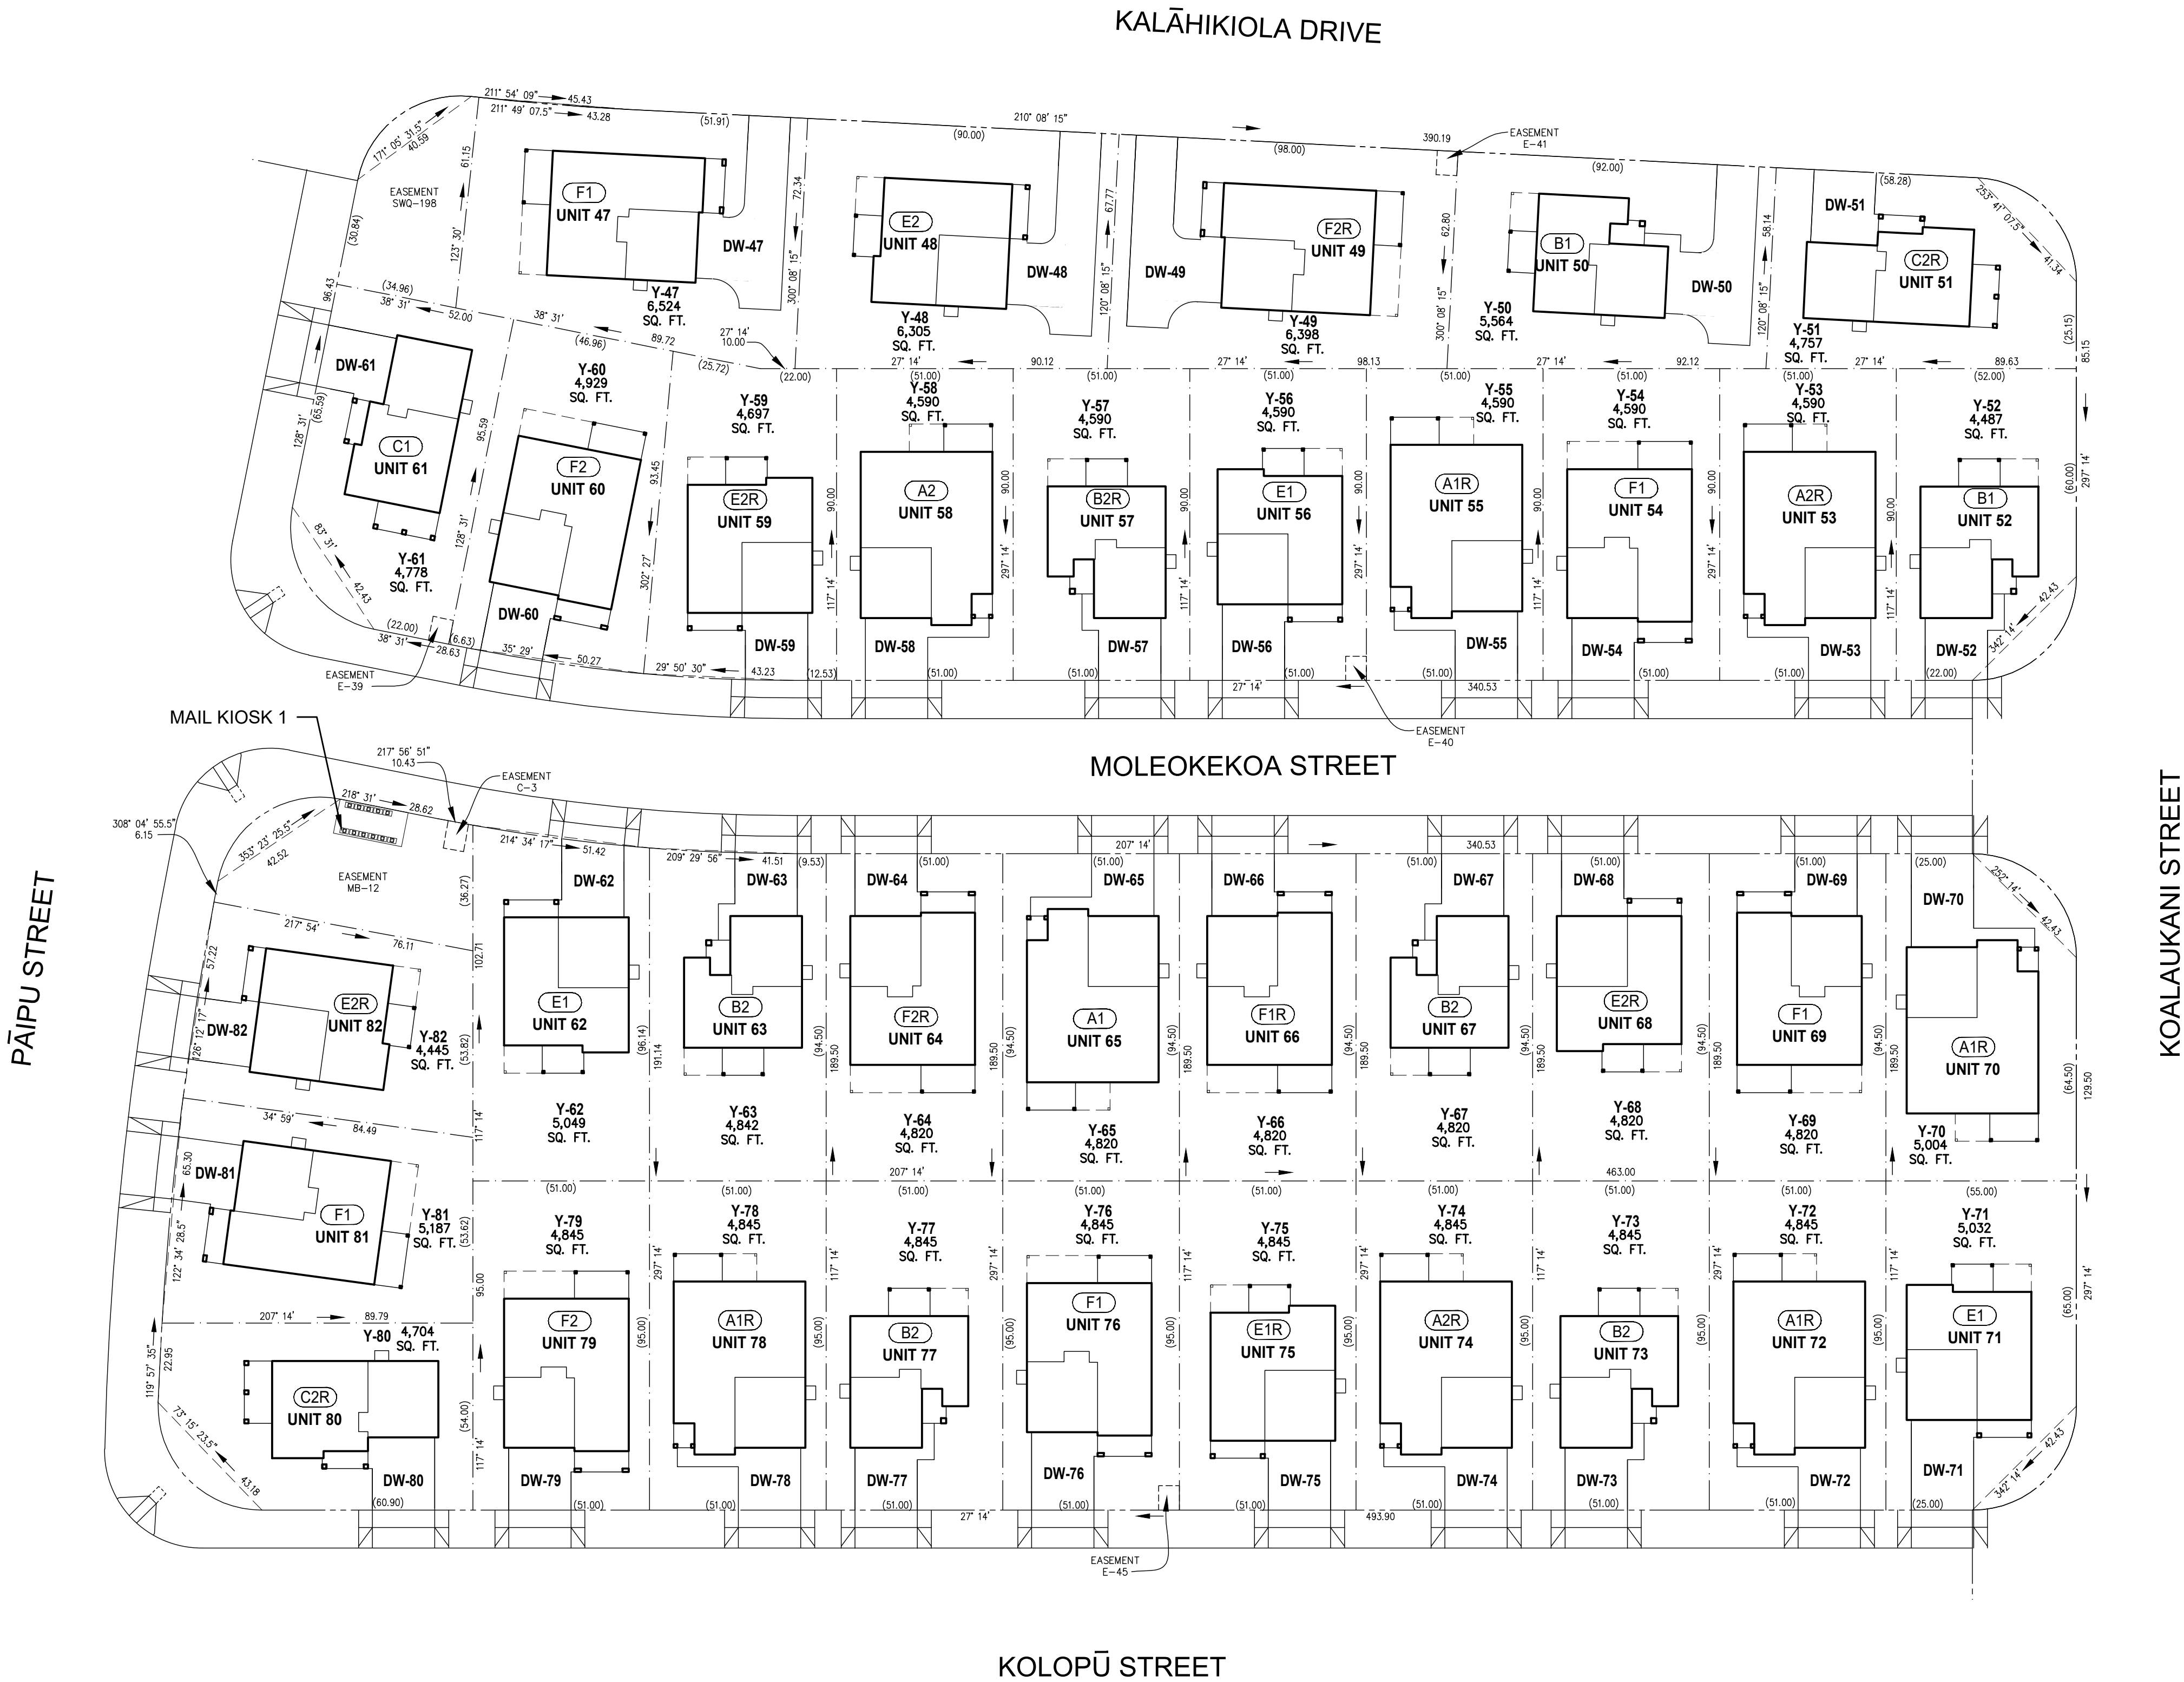 KALĀHIKIOLA DRIVE
211° 54' 09" 45.43
211° 49' 07.5" 43.28
(51.91)
210° 08' 15"
(90.00)
(98.00)
390.19
EASEMENT
E-41
(92.00)
(58.28)
171° 05' 31.5"
40.59
EASEMENT
SWQ-198
(30.84)
96.43
61.15
123° 30'
F1
UNIT 47
DW-47
72.34
300° 08' 15"
E2
UNIT 48
DW-48
67.77
120° 08' 15"
DW-49
F2R
UNIT 49
62.80
300° 08' 15"
B1
UNIT 50
DW-50
58.14
120° 08' 15"
DW-51
C2R
UNIT 51
253° 41' 07.5"
41.34
(25.15)
85.15
Y-47
6,524
SQ. FT.
Y-48
6,305
SQ. FT.
Y-49
6,398
SQ. FT.
Y-50
5,564
SQ. FT.
Y-51
4,757
SQ. FT.
(34.96)
38° 31'
52.00
38° 31'
(46.96)
89.72
(25.72)
27° 14'
10.00
(22.00)
27° 14'
90.12
(51.00)
(51.00)
27° 14'
98.13
(51.00)
(51.00)
27° 14'
92.12
(51.00)
(51.00)
27° 14'
89.63
(52.00)
DW-61
C1
UNIT 61
(65.59)
128° 31'
Y-61
4,778
SQ. FT.
83° 31'
42.43
(22.00)
38° 31'
28.63
(6.63)
EASEMENT
E-39
95.59
128° 31'
Y-60
4,929
SQ. FT.
F2
UNIT 60
DW-60
35° 29'
50.27
93.45
302° 27'
Y-59
4,697
SQ. FT.
E2R
UNIT 59
DW-59
29° 50' 30"
43.23
(12.53)
90.00
117° 14'
Y-58
4,590
SQ. FT.
A2
UNIT 58
DW-58
(51.00)
90.00
297° 14'
Y-57
4,590
SQ. FT.
B2R
UNIT 57
DW-57
(51.00)
90.00
117° 14'
Y-56
4,590
SQ. FT.
E1
UNIT 56
DW-56
(51.00)
27° 14'
90.00
297° 14'
EASEMENT
E-40
Y-55
4,590
SQ. FT.
A1R
UNIT 55
DW-55
(51.00)
340.53
90.00
117° 14'
Y-54
4,590
SQ. FT.
F1
UNIT 54
DW-54
(51.00)
90.00
297° 14'
Y-53
4,590
SQ. FT.
A2R
UNIT 53
DW-53
(51.00)
90.00
117° 14'
Y-52
4,487
SQ. FT.
B1
UNIT 52
DW-52
(22.00)
(60.00)
297° 14'
42.43
342° 14'
MOLEOKEKOA STREET
PĀIPU STREET
KOALAUKANI STREET
MAIL KIOSK 1
217° 56' 51"
10.43
EASEMENT
C-3
218° 31'
28.62
308° 04' 55.5"
6.15
353° 23' 25.5"
42.52
EASEMENT
MB-12
214° 34' 17"
51.42
209° 29' 56"
41.51
(9.53)
(51.00)
(51.00)
207° 14'
(51.00)
(51.00)
340.53
(51.00)
(51.00)
(25.00)
217° 54'
76.11
57.22
126° 12' 17"
E2R
UNIT 82
DW-82
Y-82
4,445
SQ. FT.
(36.27)
102.71
(53.82)
117° 14'
34° 59'
84.49
DW-62
E1
UNIT 62
Y-62
5,049
SQ. FT.
(96.14)
191.14
DW-63
B2
UNIT 63
Y-63
4,842
SQ. FT.
(94.50)
189.50
DW-64
F2R
UNIT 64
Y-64
4,820
SQ. FT.
189.50
(94.50)
DW-65
A1
UNIT 65
Y-65
4,820
SQ. FT.
(94.50)
189.50
DW-66
F1R
UNIT 66
Y-66
4,820
SQ. FT.
(94.50)
189.50
DW-67
B2
UNIT 67
Y-67
4,820
SQ. FT.
(94.50)
189.50
DW-68
E2R
UNIT 68
Y-68
4,820
SQ. FT.
(94.50)
189.50
DW-69
F1
UNIT 69
Y-69
4,820
SQ. FT.
(94.50)
189.50
DW-70
A1R
UNIT 70
Y-70
5,004
SQ. FT.
252° 14'
42.43
(64.50)
129.50
DW-81
F1
UNIT 81
65.30
122° 34' 28.5"
Y-81
5,187
SQ. FT.
(53.62)
95.00
207° 14'
89.79
(51.00)
(51.00)
207° 14'
(51.00)
(51.00)
(51.00)
(51.00)
463.00
(51.00)
(51.00)
(55.00)
Y-80
4,704
SQ. FT.
C2R
UNIT 80
DW-80
119° 57' 35"
22.95
73° 15' 23.5"
43.18
(60.90)
(54.00)
117° 14'
Y-79
4,845
SQ. FT.
F2
UNIT 79
DW-79
(51.00)
297° 14'
(95.00)
Y-78
4,845
SQ. FT.
A1R
UNIT 78
DW-78
(51.00)
117° 14'
(95.00)
Y-77
4,845
SQ. FT.
B2
UNIT 77
DW-77
(51.00)
27° 14'
297° 14'
(95.00)
Y-76
4,845
SQ. FT.
F1
UNIT 76
DW-76
(51.00)
117° 14'
(95.00)
EASEMENT
E-45
Y-75
4,845
SQ. FT.
E1R
UNIT 75
DW-75
(51.00)
297° 14'
(95.00)
Y-74
4,845
SQ. FT.
A2R
UNIT 74
DW-74
(51.00)
493.90
117° 14'
(95.00)
Y-73
4,845
SQ. FT.
B2
UNIT 73
DW-73
(51.00)
297° 14'
(95.00)
Y-72
4,845
SQ. FT.
A1R
UNIT 72
DW-72
(51.00)
117° 14'
(95.00)
Y-71
5,032
SQ. FT.
E1
UNIT 71
DW-71
(25.00)
(65.00)
297° 14'
42.43
342° 14'
KOLOPŪ STREET